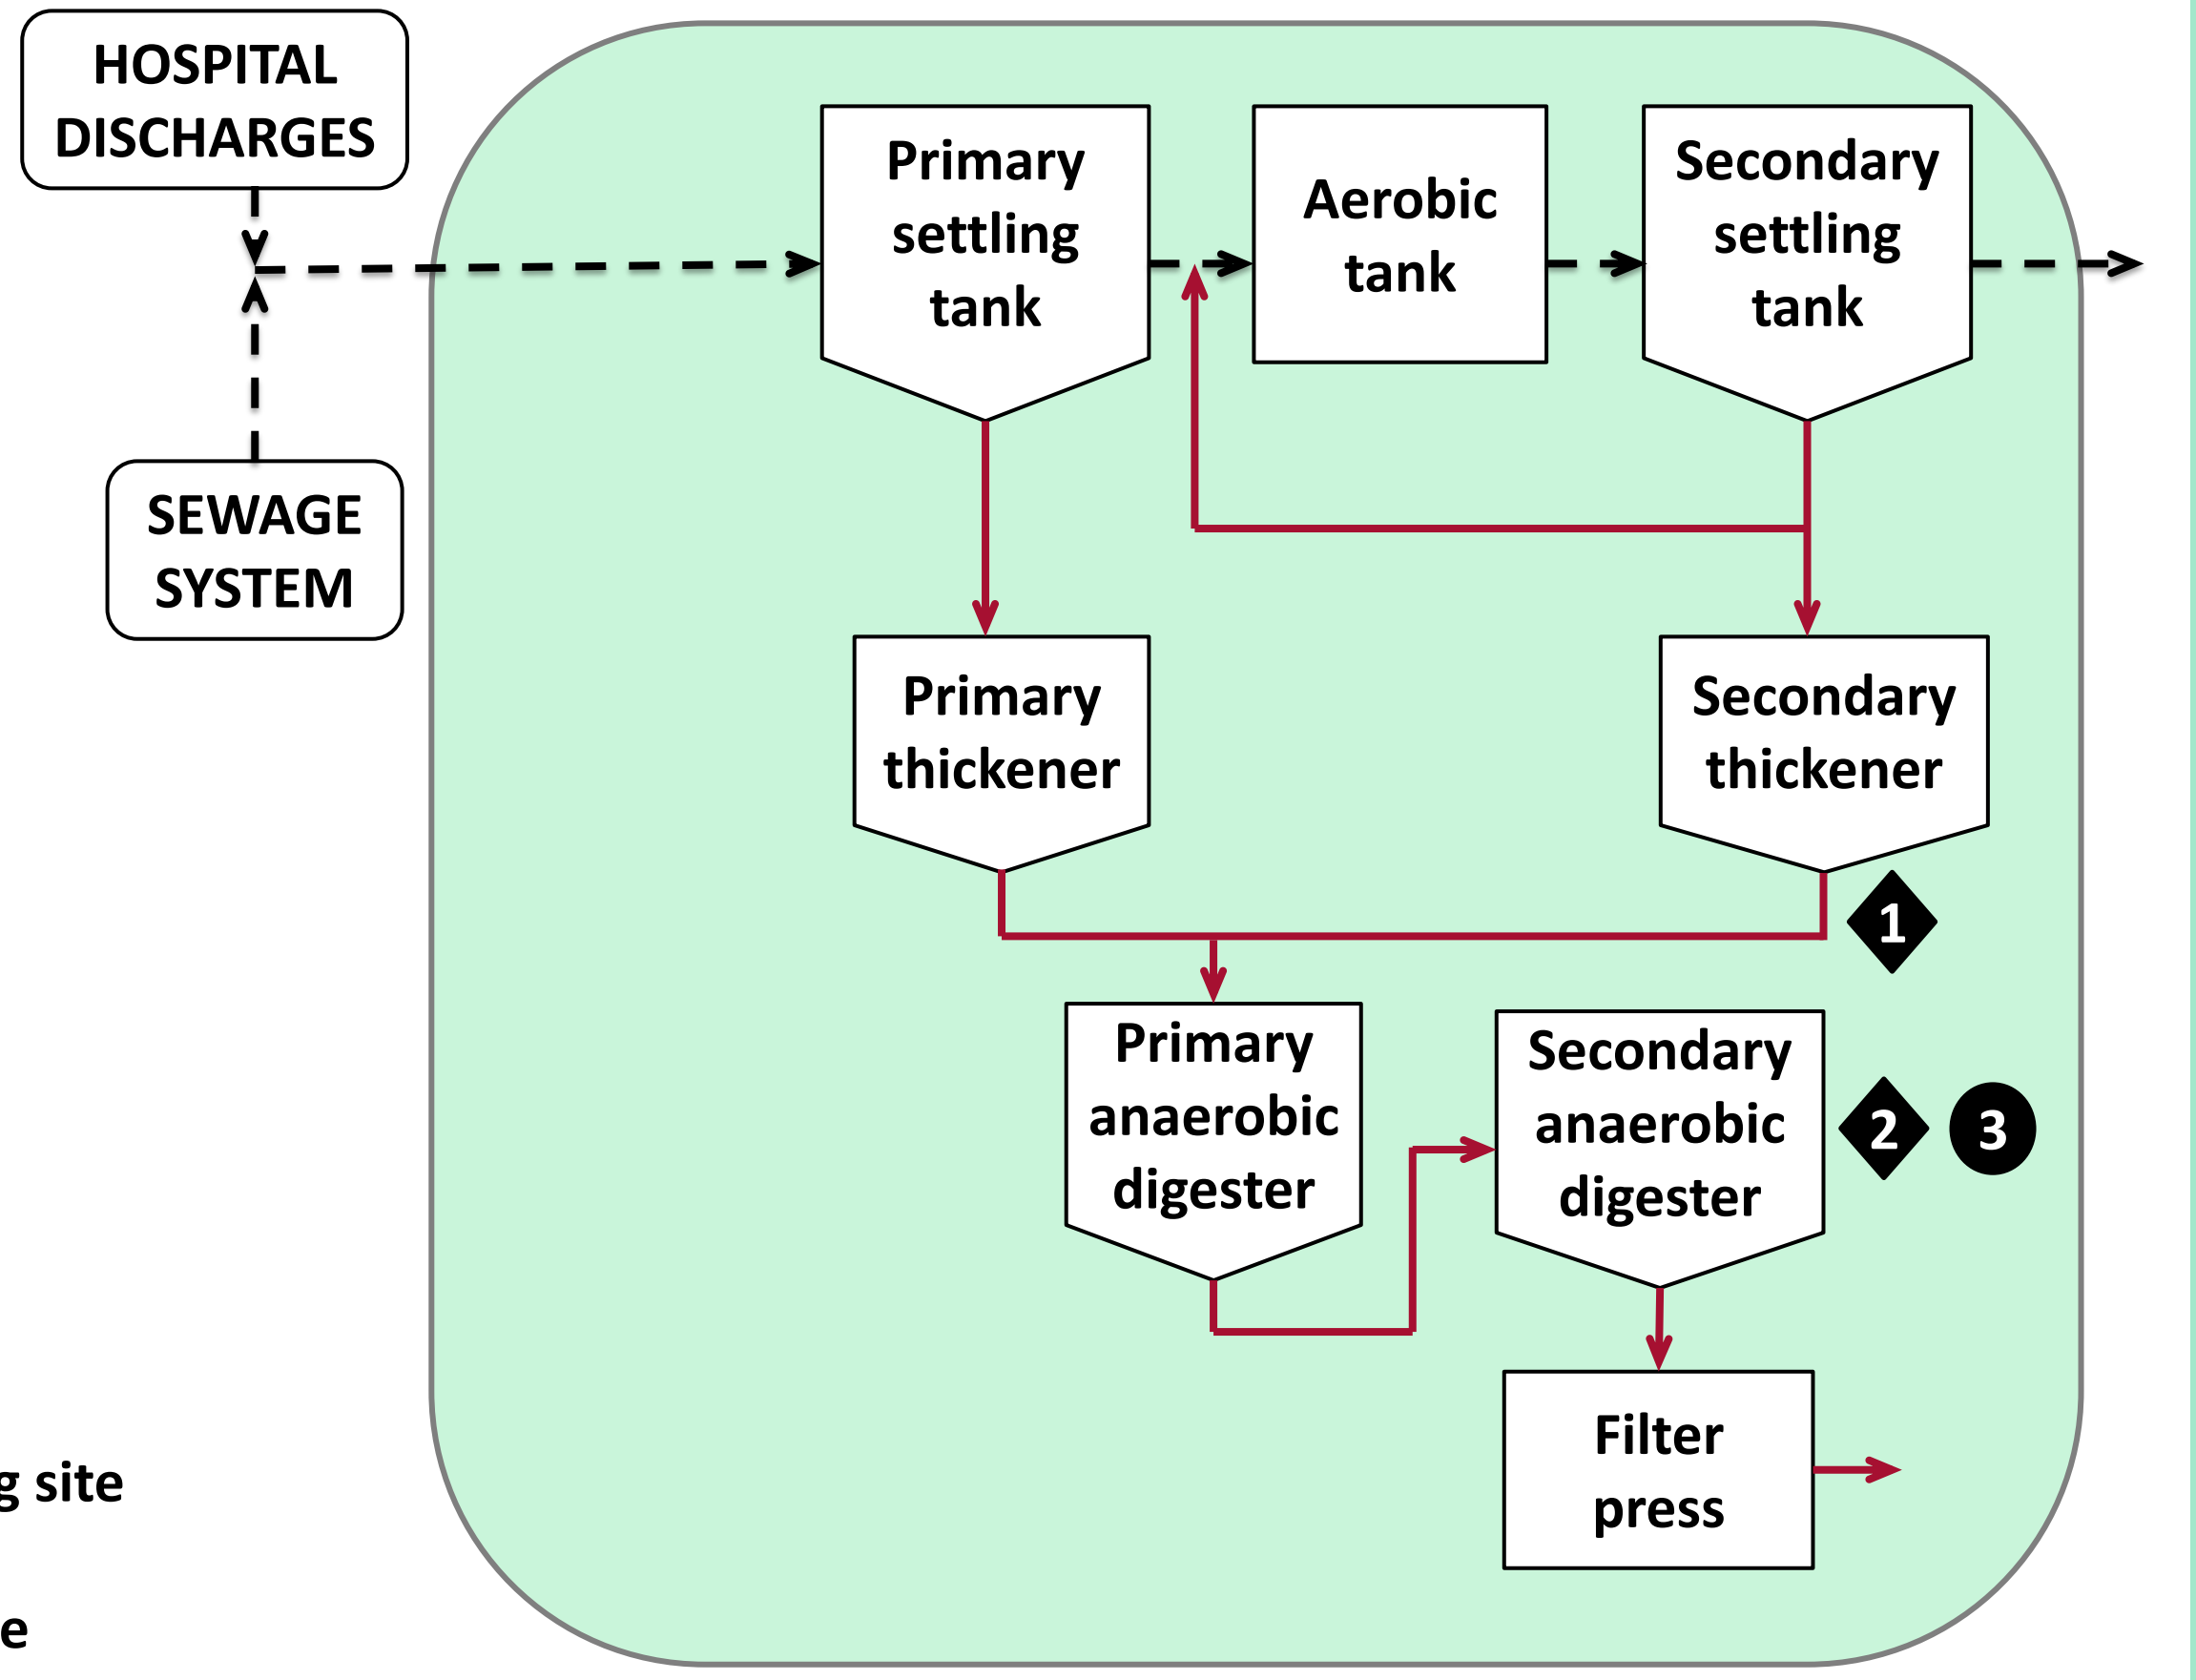 HOSPITAL
DISCHARGES
SEWAGE
SYSTEM
Primary
settling
tank
Aerobic
tank
Secondary
settling
tank
Primary
thickener
Secondary
thickener
1
Primary
anaerobic
digester
Secondary
anaerobic
digester
2
3
Filter
press
site